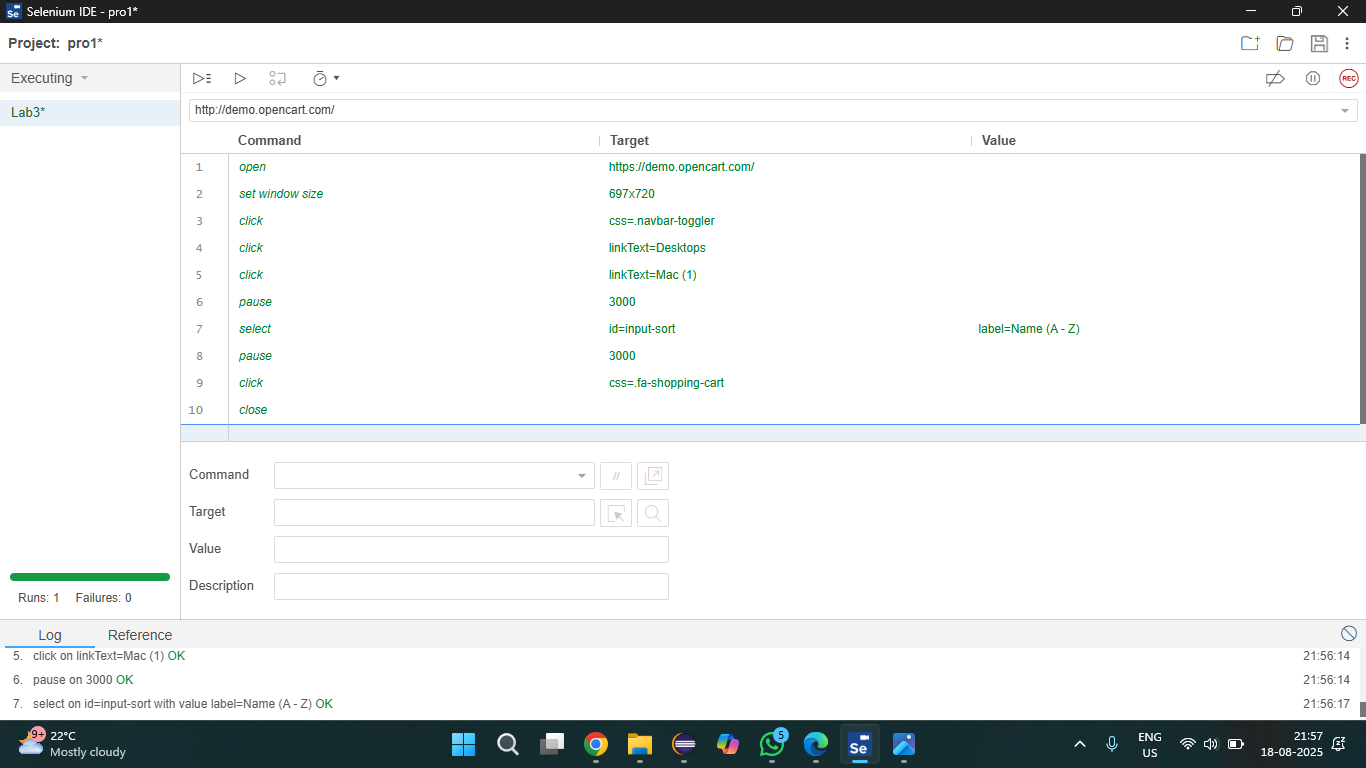 Se Selenium IDE - pro1*
Project: pro1*
Executing
REC
Lab3*
http://demo.opencart.com/
Command Target Value
1 open https://demo.opencart.com/
2 set window size 697x720
3 click css=.navbar-toggler
4 click linkText=Desktops
5 click linkText=Mac (1)
6 pause 3000
7 select id=input-sort label=Name (A - Z)
8 pause 3000
9 click css=.fa-shopping-cart
10 close
Command //
Target
Value
Description
Runs: 1 Failures: 0
Log Reference
5. click on linkText=Mac (1) OK 21:56:14
6. pause on 3000 OK 21:56:14
7. select on id=input-sort with value label=Name (A - Z) OK 21:56:17
9+ 22°C
Mostly cloudy
5
Se
ENG
US
21:57
18-08-2025